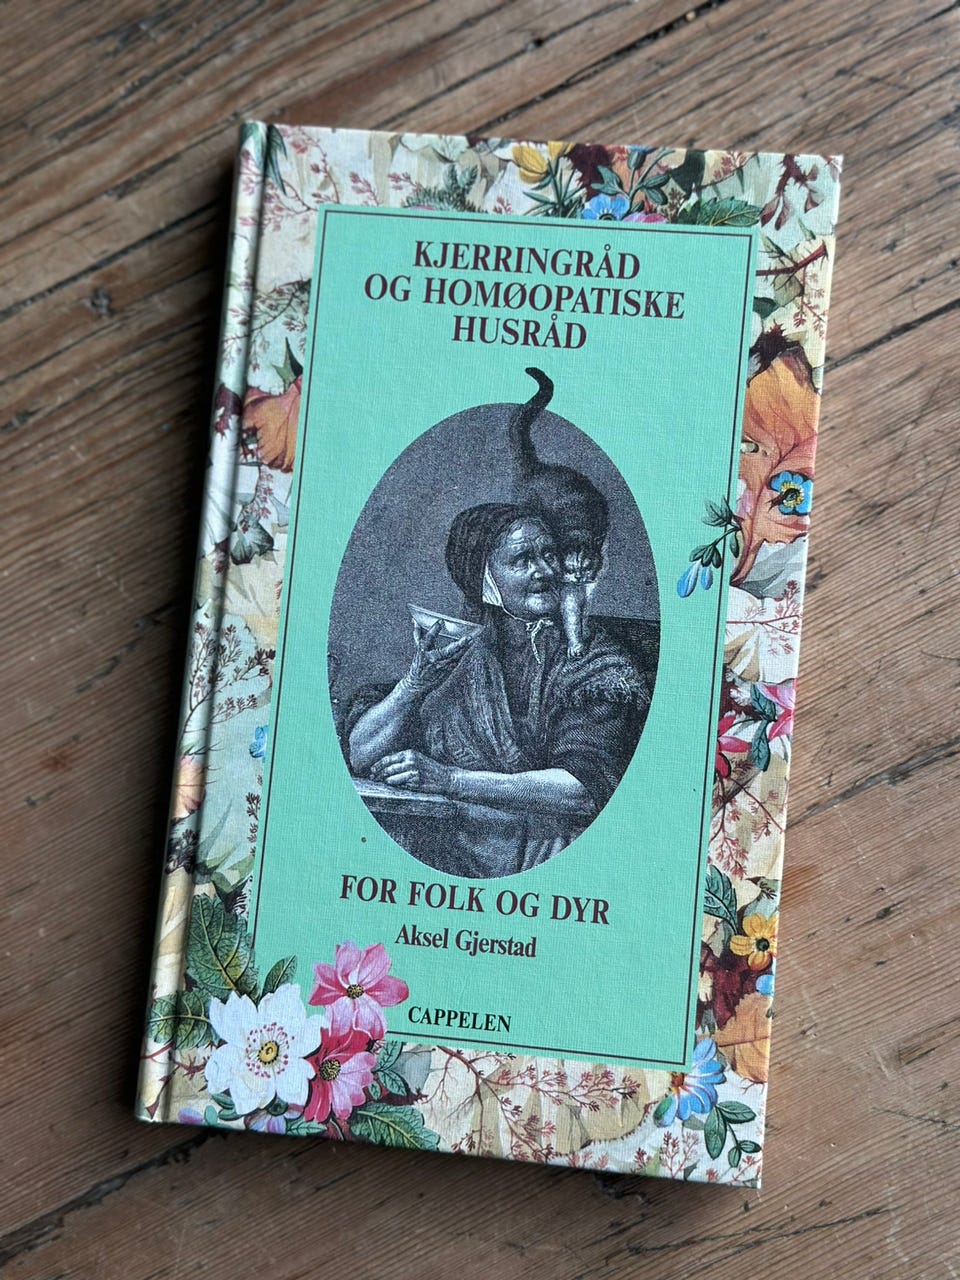 KJERRINGRÅD
OG HOMØOPATISKE
HUSRÅD
FOR FOLK OG DYR
Aksel Gjerstad
CAPPELEN